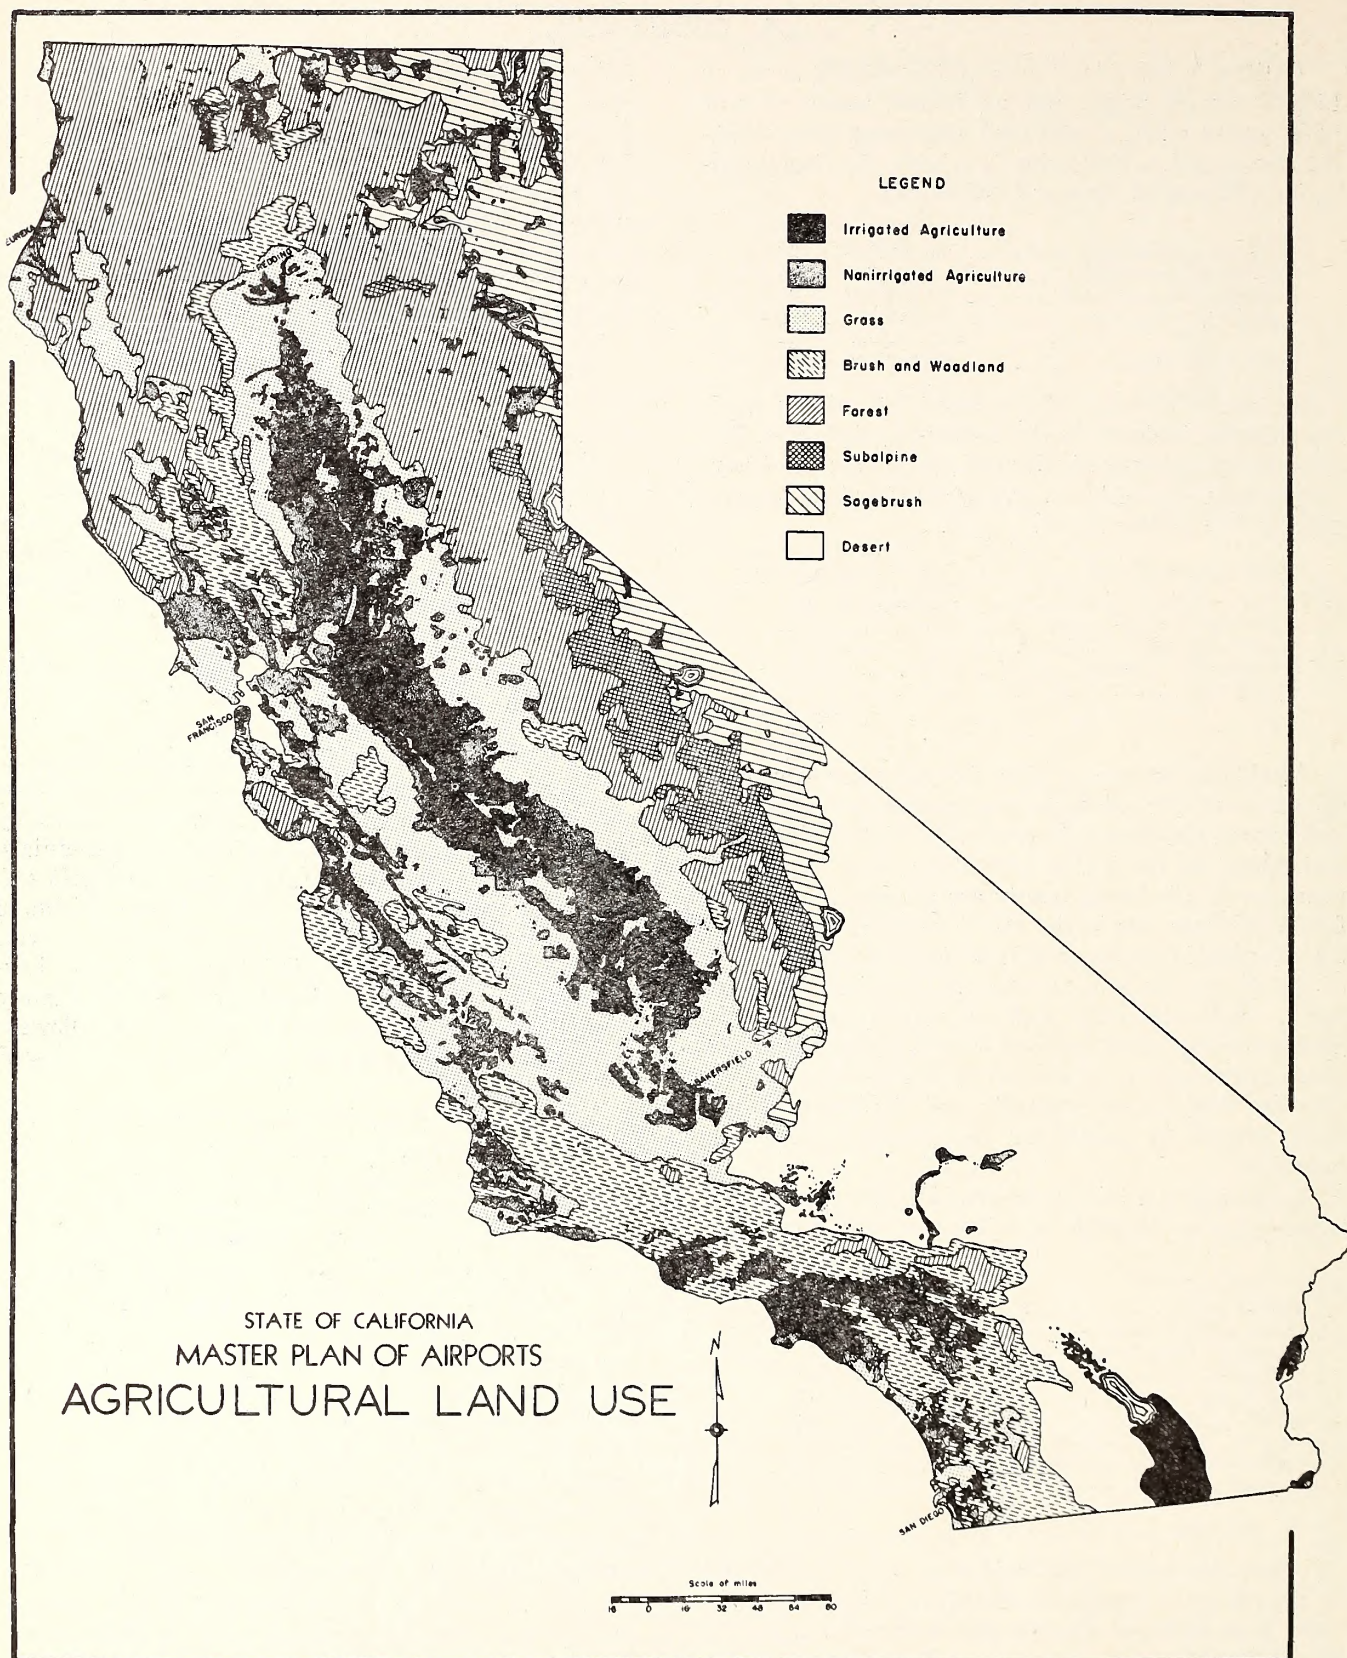 LEGEND
Irrigated Agriculture
Nonirrigated Agriculture
Grass
Brush and Woodland
Forest
Subalpine
Sagebrush
Desert
EUREKA
REDDING
SAN
FRANCISCO
BAKERSFIELD
STATE OF CALIFORNIA
MASTER PLAN OF AIRPORTS
AGRICULTURAL LAND USE
N
SAN DIEGO
Scale of miles
16 0 16 32 48 64 80